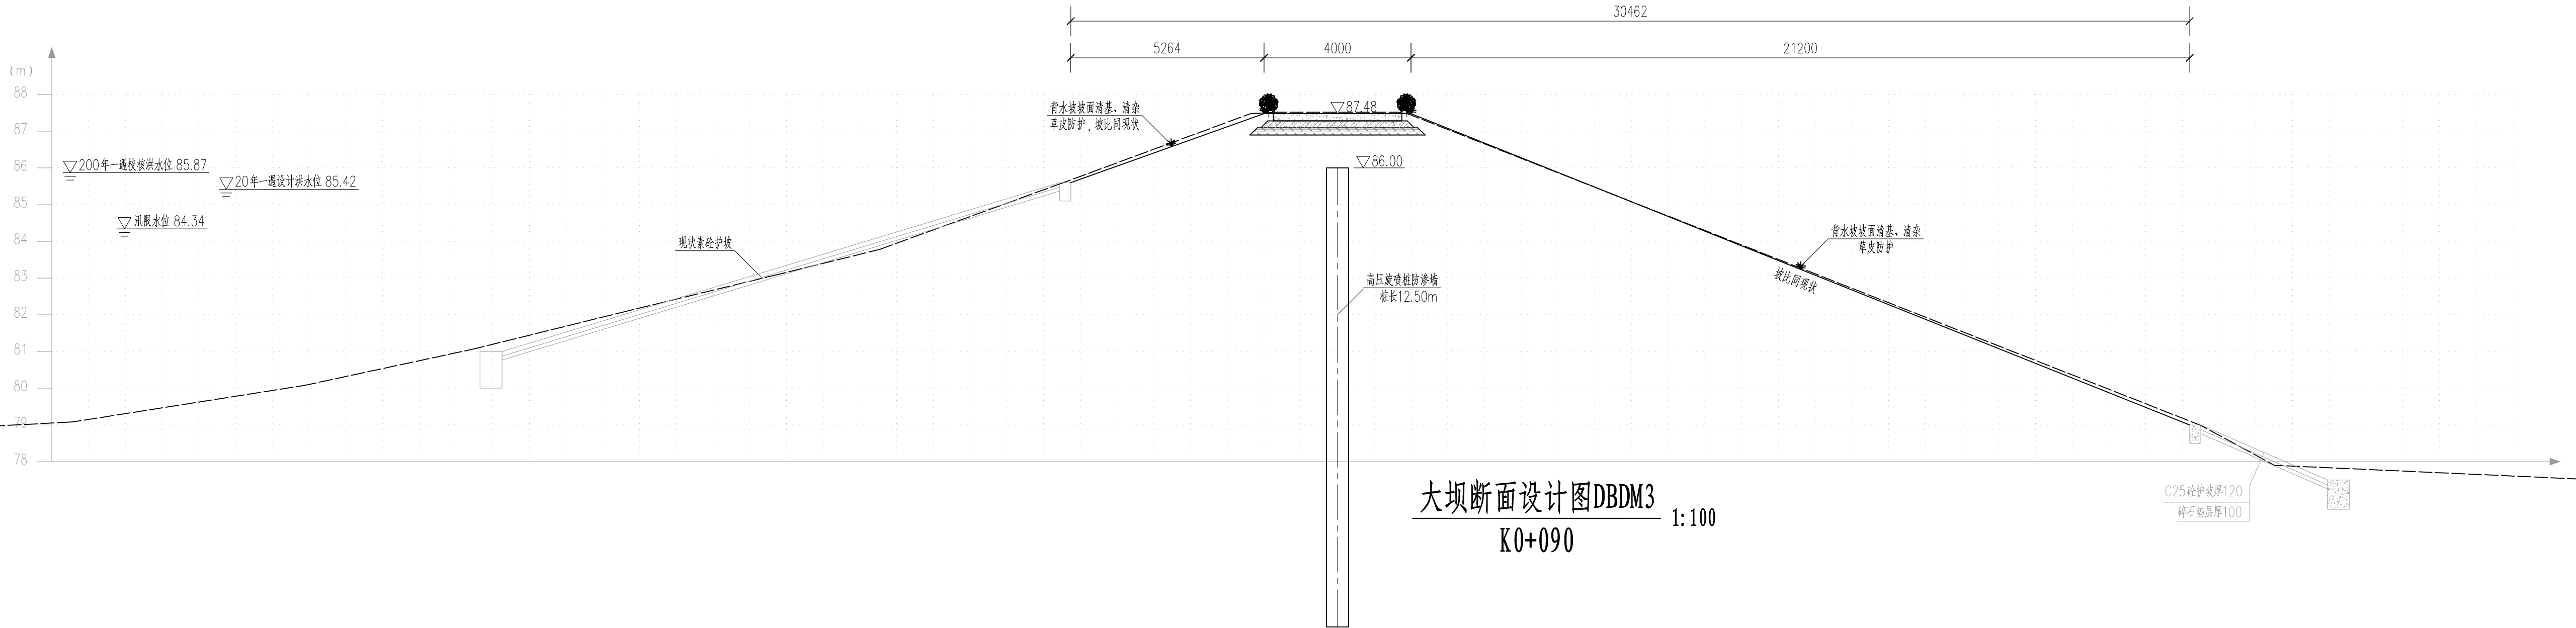 30462
5264
4000
21200
(m)
88
87
86
85
84
83
82
81
80
79
78
背水坡坡面清基、清杂
草皮防护，坡比同现状
87.48
86.00
200年一遇校核洪水位 85.87
20年一遇设计洪水位 85.42
汛限水位 84.34
现状素砼护坡
背水坡坡面清基、清杂
草皮防护
坡比同现状
高压旋喷桩防渗墙
桩长12.50m
C25砼护坡厚120
碎石垫层厚100
大坝断面设计图DBDM3
1:100
K0+090